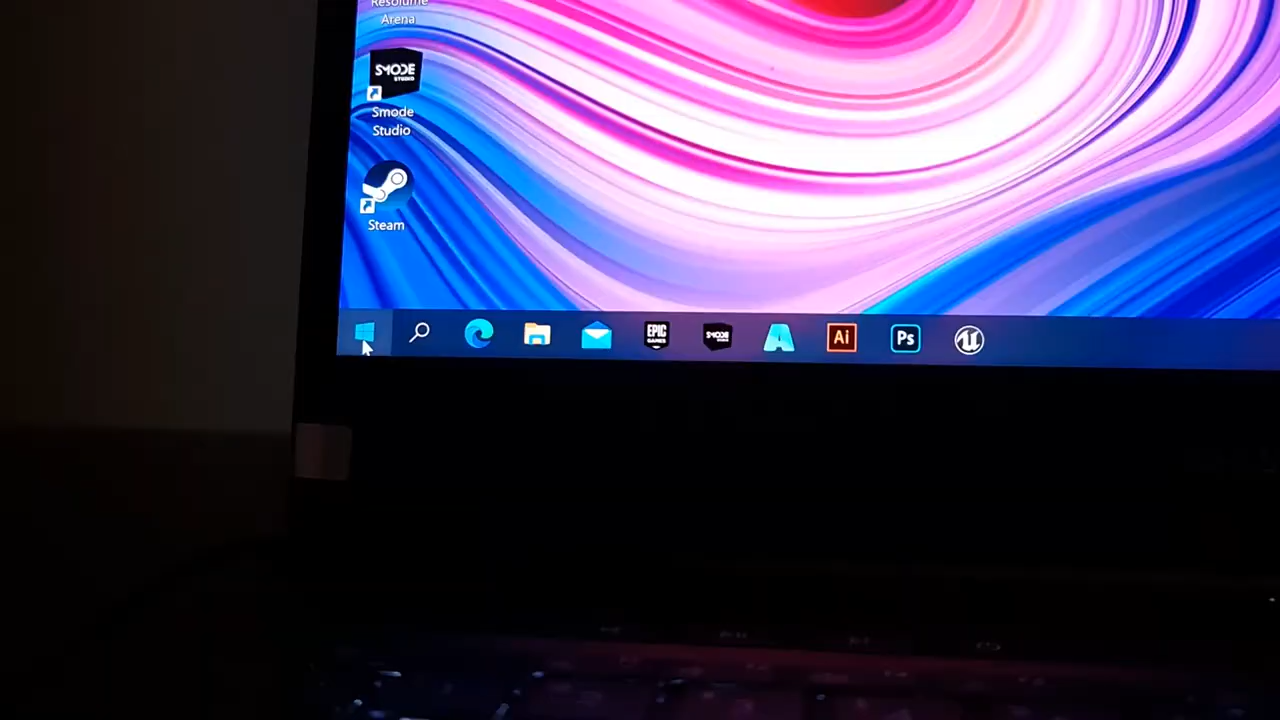 Resolume
Arena
SMODE
STUDIO
Smode
Studio
Steam
EPIC
GAMES
SMODE
Ai
Ps